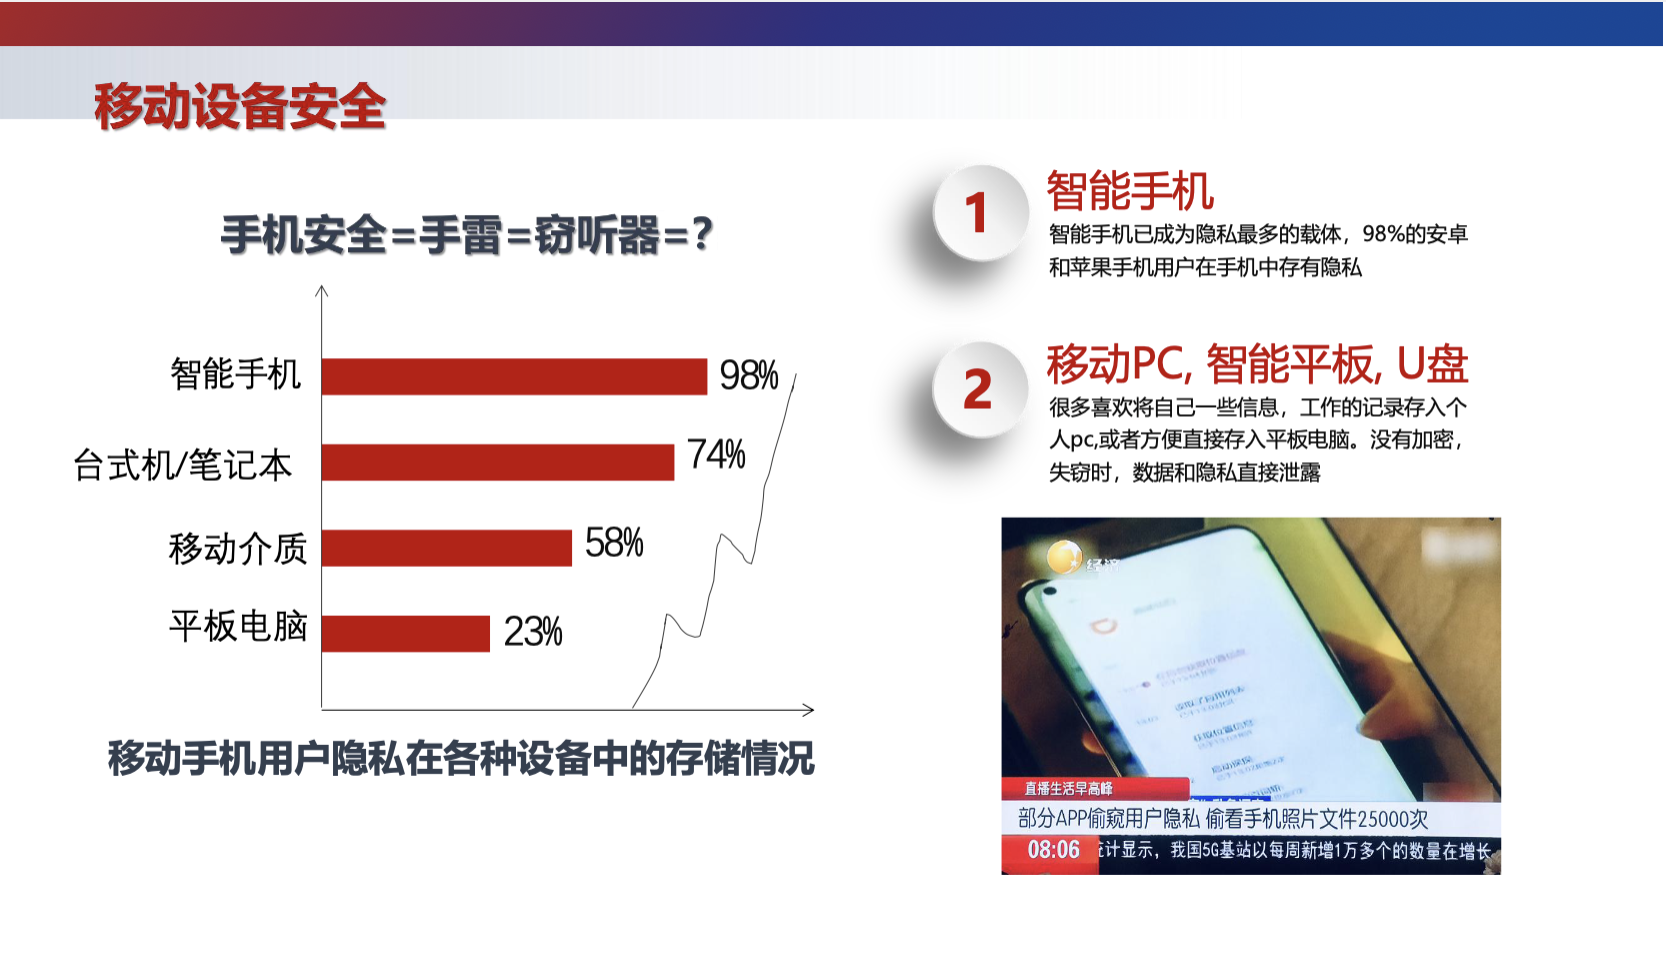 移动设备安全
手机安全=手雷=窃听器=?
智能手机
98%
台式机/笔记本
74%
移动介质
58%
平板电脑
23%
移动手机用户隐私在各种设备中的存储情况
1
智能手机
智能手机已成为隐私最多的载体，98%的安卓
和苹果手机用户在手机中存有隐私
2
移动PC, 智能平板, U盘
很多喜欢将自己一些信息，工作的记录存入个
人pc,或者方便直接存入平板电脑。没有加密，
失窃时，数据和隐私直接泄露
经济
获取位置信息
直播生活早高峰
部分APP偷窥用户隐私 偷看手机照片文件25000次
08:06
计显示，我国5G基站以每周新增1万多个的数量在增长